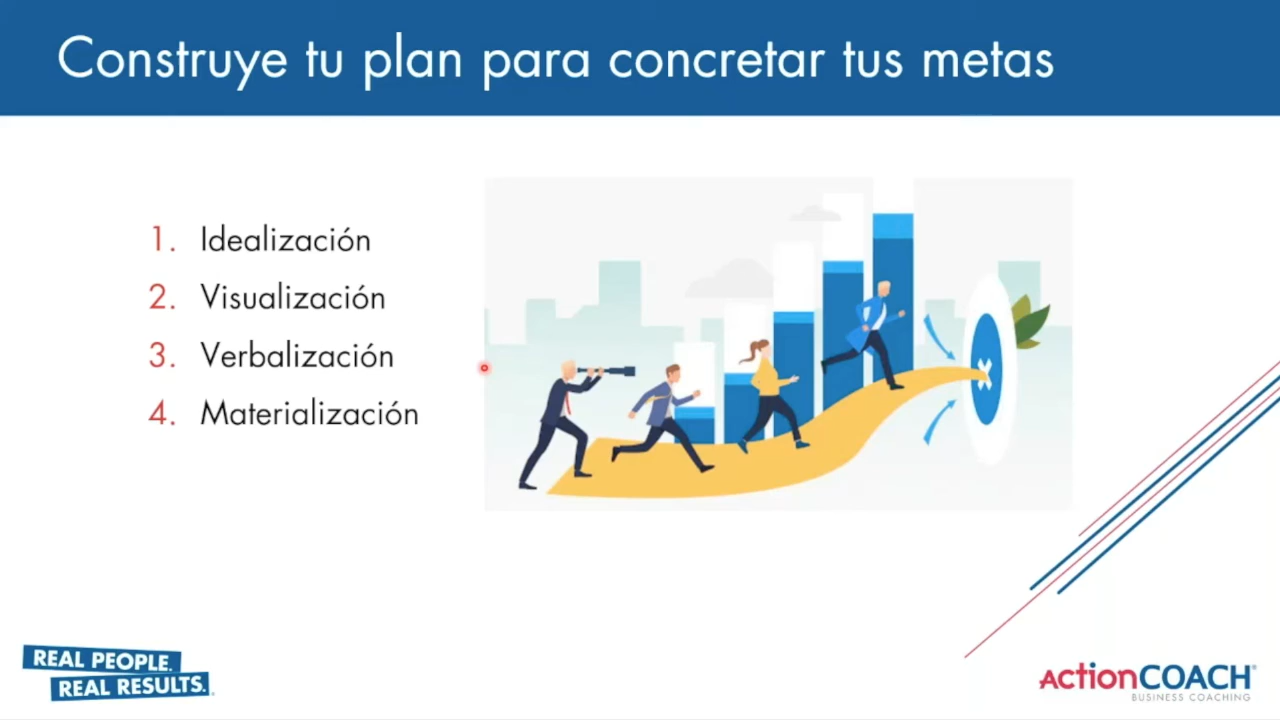 Construye tu plan para concretar tus metas
1. Idealización
2. Visualización
3. Verbalización
4. Materialización
REAL PEOPLE.
REAL RESULTS.
ActionCOACH®
BUSINESS COACHING